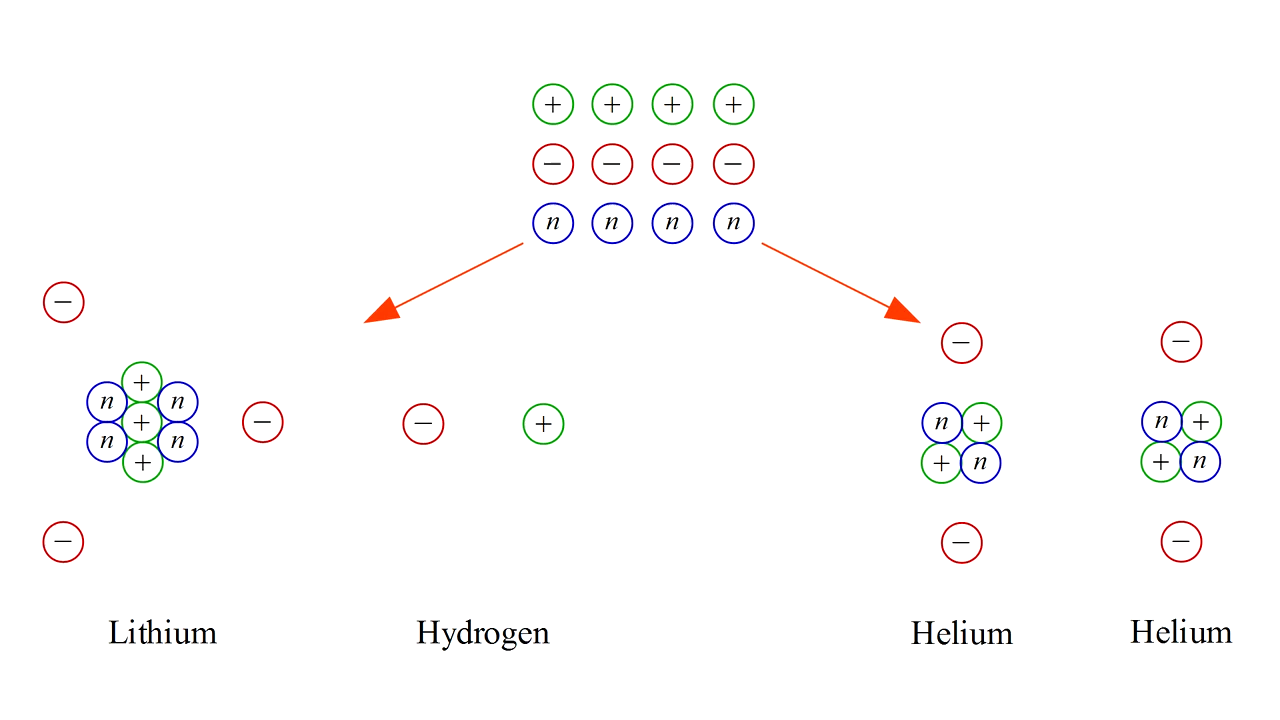 + + + +
− − − −
n n n n
−
− −
+
n n n + n +
+ − − +
n n + n + n
+
− − −
Lithium Hydrogen Helium Helium